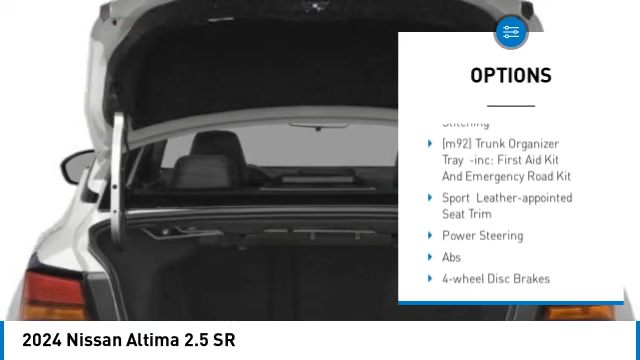 OPTIONS
Stitching
[m92] Trunk Organizer
Tray -inc: First Aid Kit
And Emergency Road Kit
Sport Leather-appointed
Seat Trim
Power Steering
Abs
4-wheel Disc Brakes
2024 Nissan Altima 2.5 SR